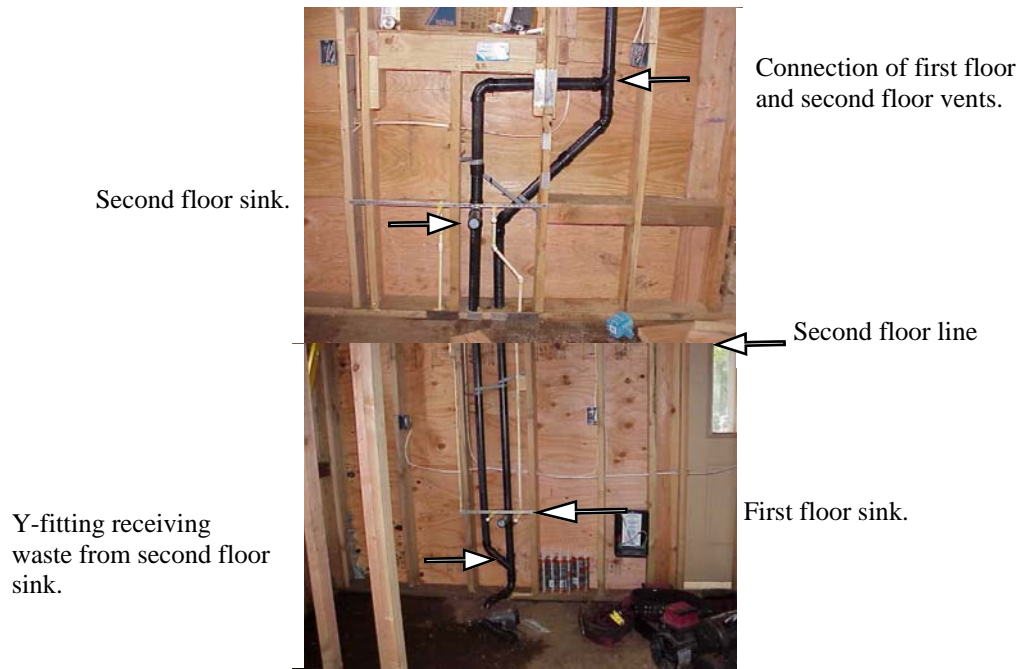 Connection of first floor
and second floor vents.
Second floor sink.
Second floor line
First floor sink.
Y-fitting receiving
waste from second floor
sink.